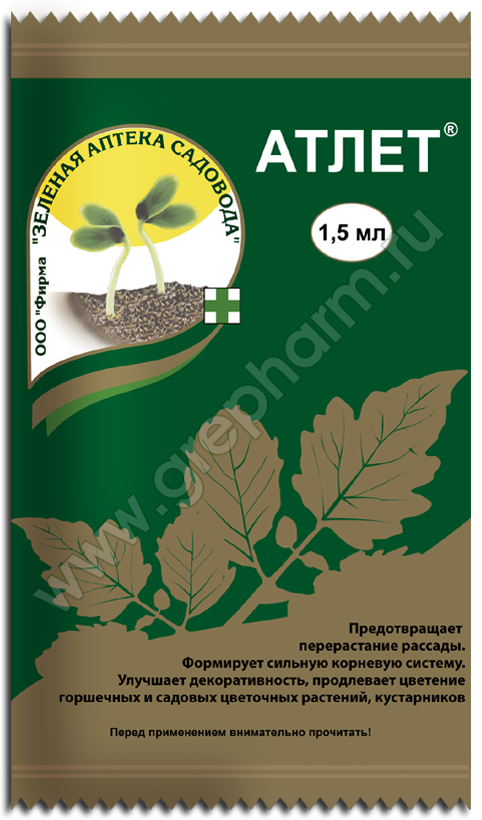 ООО "Фирма "ЗЕЛЕНАЯ АПТЕКА САДОВОДА"
АТЛЕТ®
1,5 мл
www.grepharm.ru
Предотвращает
перерастание рассады.
Формирует сильную корневую систему.
Улучшает декоративность, продлевает цветение
горшечных и садовых цветочных растений, кустарников
Перед применением внимательно прочитать!